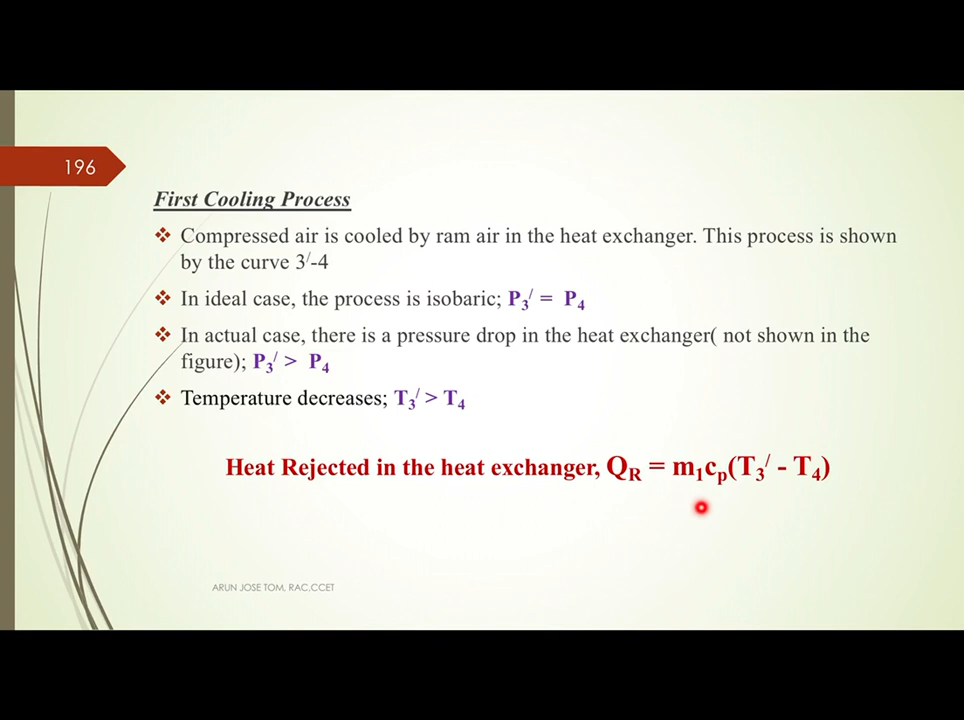 196
First Cooling Process
❖ Compressed air is cooled by ram air in the heat exchanger. This process is shown
by the curve 3/-4
❖ In ideal case, the process is isobaric; P3/ = P4
❖ In actual case, there is a pressure drop in the heat exchanger( not shown in the
figure); P3/ > P4
❖ Temperature decreases; T3/ > T4
Heat Rejected in the heat exchanger, QR = m1cp(T3/ - T4)
ARUN JOSE TOM, RAC,CCET